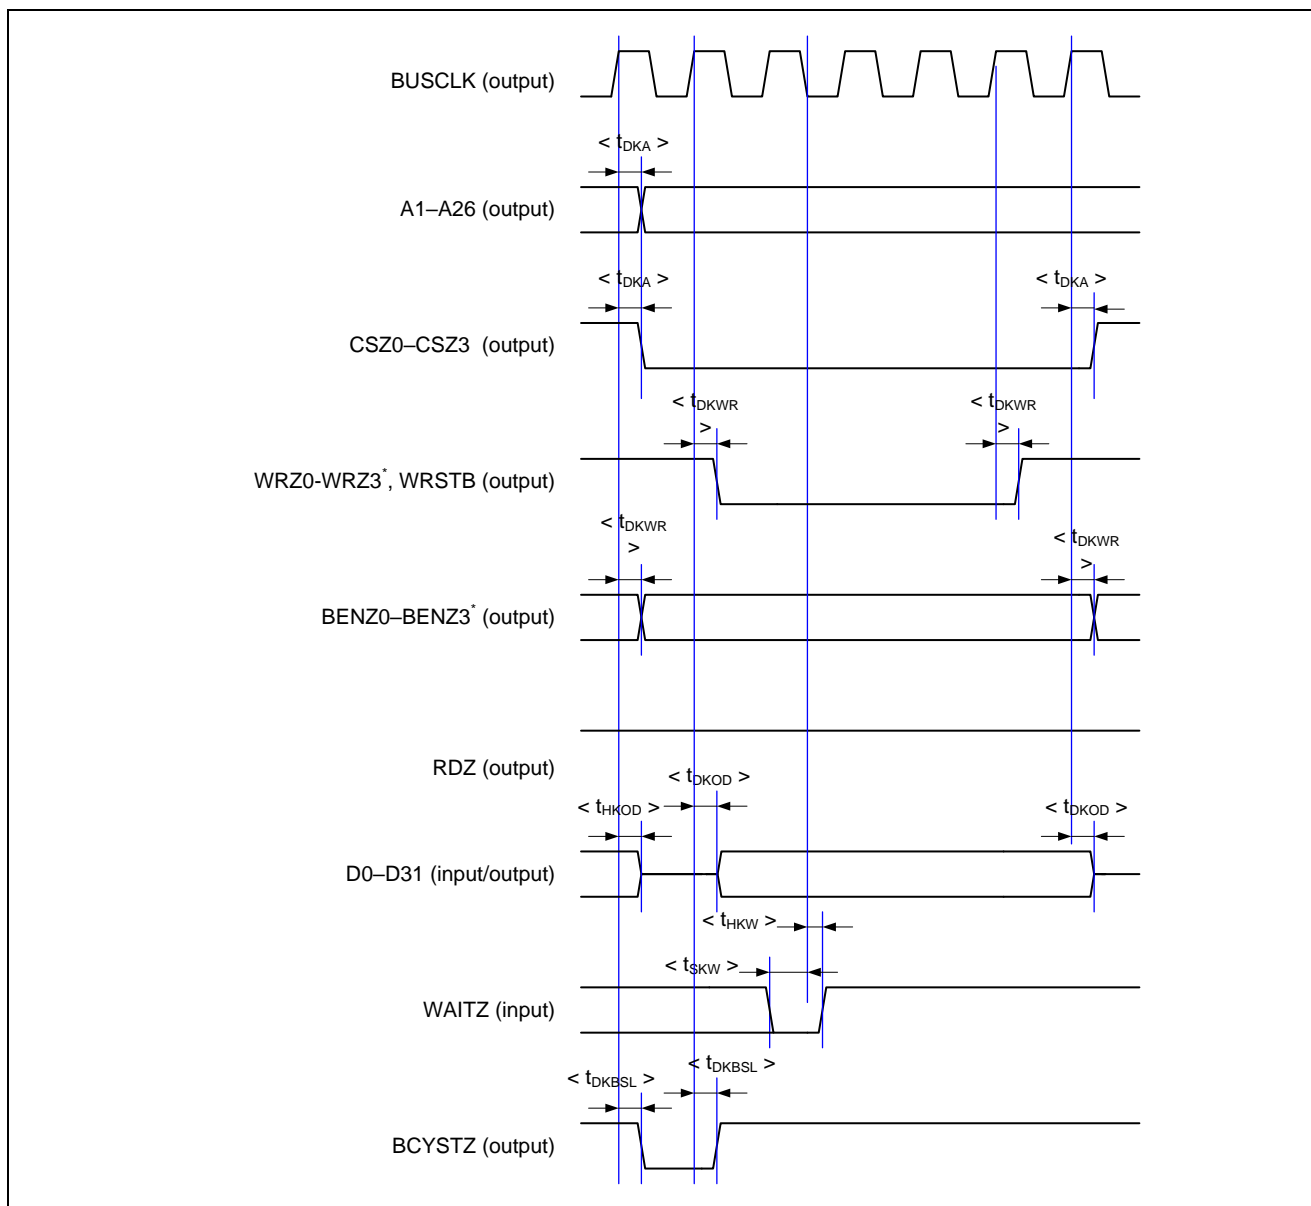 BUSCLK (output)
< tDKA >
A1–A26 (output)
< tDKA >
< tDKA >
CSZ0–CSZ3 (output)
< tDKWR
>
< tDKWR
>
WRZ0-WRZ3*, WRSTB (output)
< tDKWR
>
< tDKWR
>
BENZ0–BENZ3* (output)
RDZ (output)
< tDKOD >
< tHKOD >
< tDKOD >
D0–D31 (input/output)
< tHKW >
< tSKW >
WAITZ (input)
< tDKBSL >
< tDKBSL >
BCYSTZ (output)